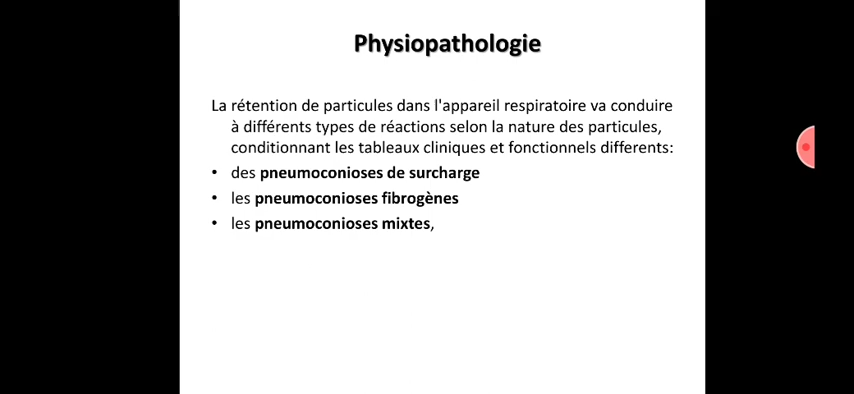 Physiopathologie
La rétention de particules dans l'appareil respiratoire va conduire
à différents types de réactions selon la nature des particules,
conditionnant les tableaux cliniques et fonctionnels differents:
• des pneumoconioses de surcharge
• les pneumoconioses fibrogènes
• les pneumoconioses mixtes,